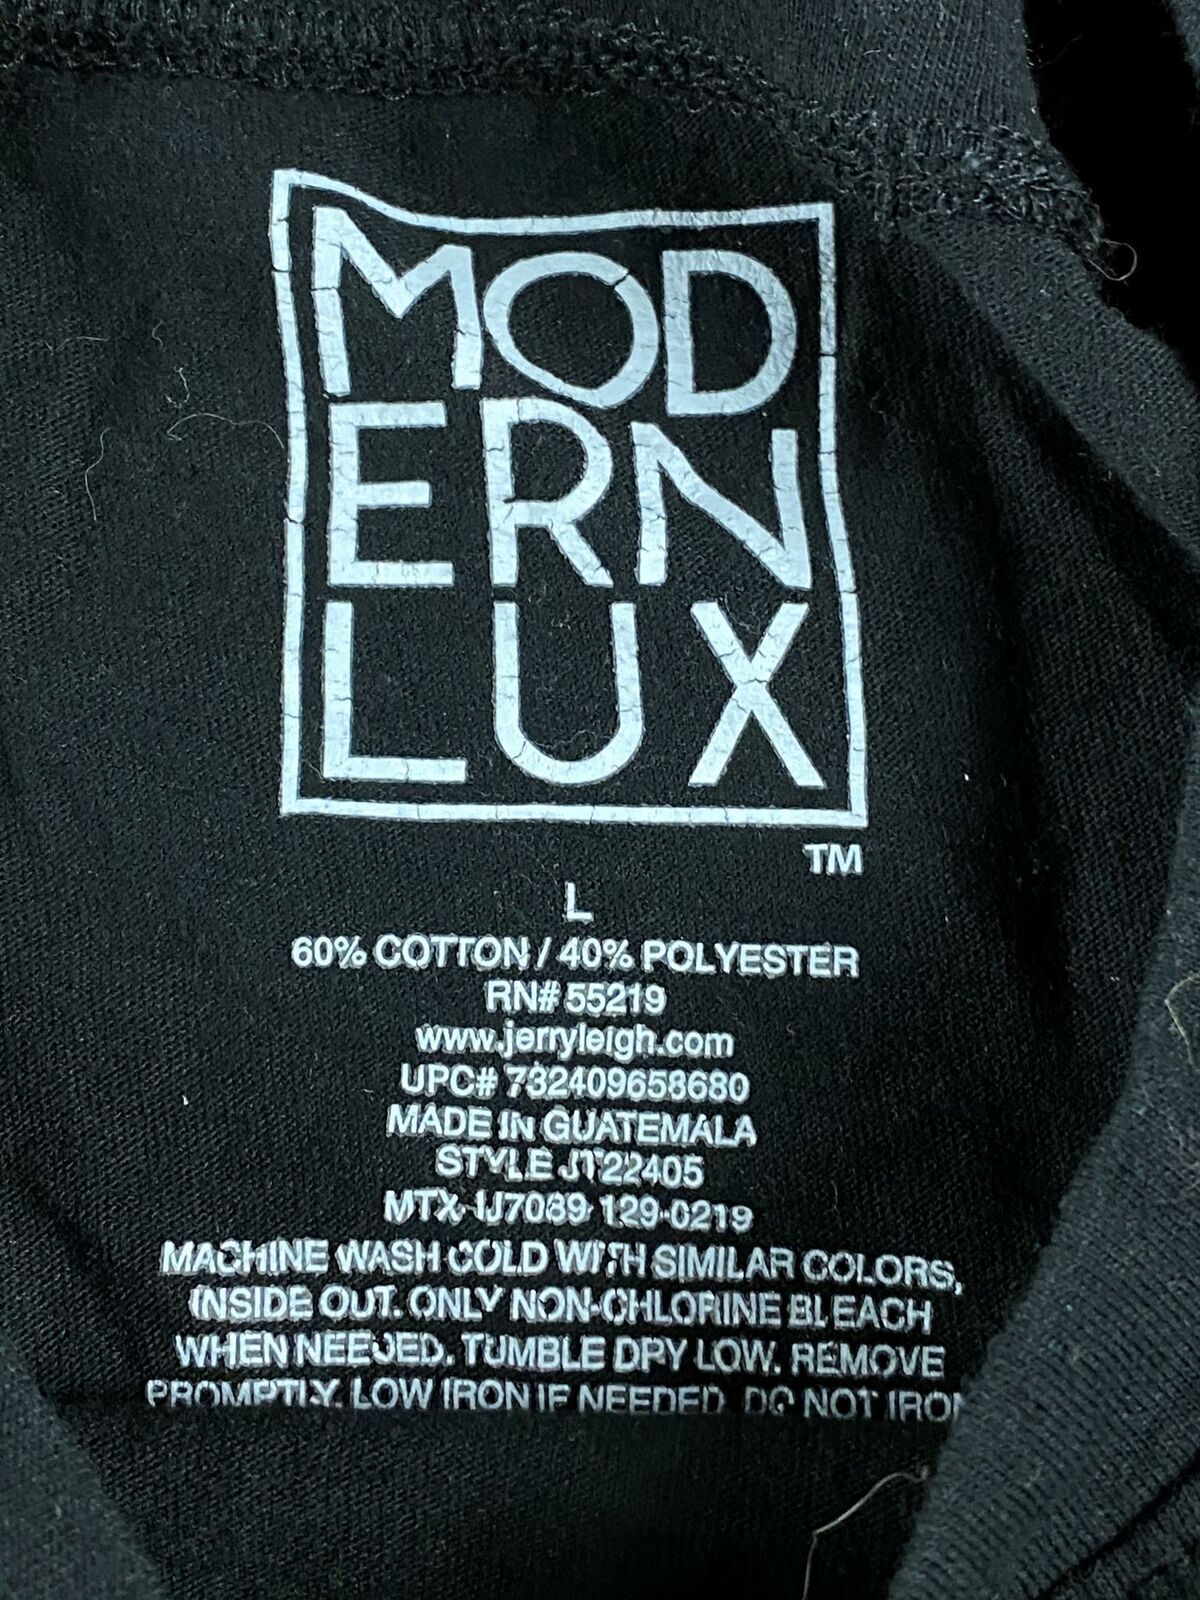 MOD
ERN
LUX
TM
L
60% COTTON / 40% POLYESTER
RN# 55219
www.jerryleigh.com
UPC# 732409658680
MADE IN GUATEMALA
STYLE JT22405
MTX-IJ7089-129-0219
MACHINE WASH COLD WITH SIMILAR COLORS,
INSIDE OUT. ONLY NON-CHLORINE BLEACH
WHEN NEEDED. TUMBLE DRY LOW. REMOVE
PROMPTLY. LOW IRON IF NEEDED. DO NOT IRON